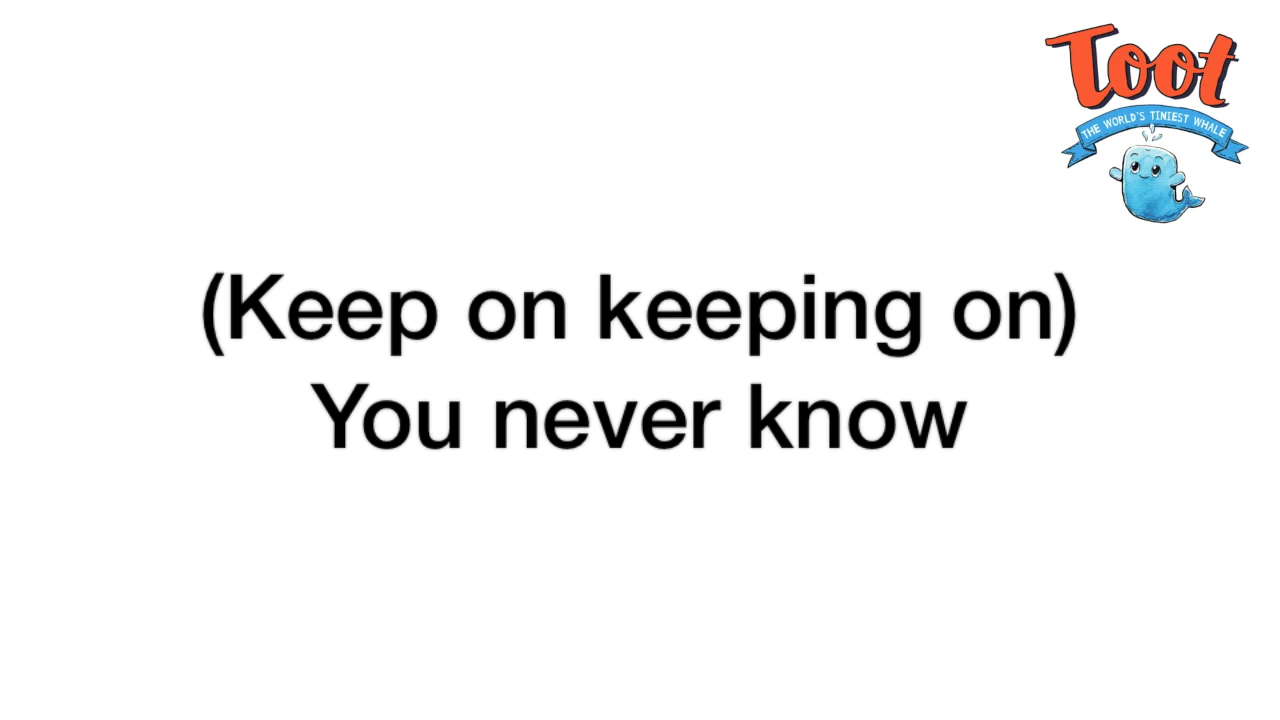 Toot
THE WORLD'S TINIEST WHALE
(Keep on keeping on)
You never know